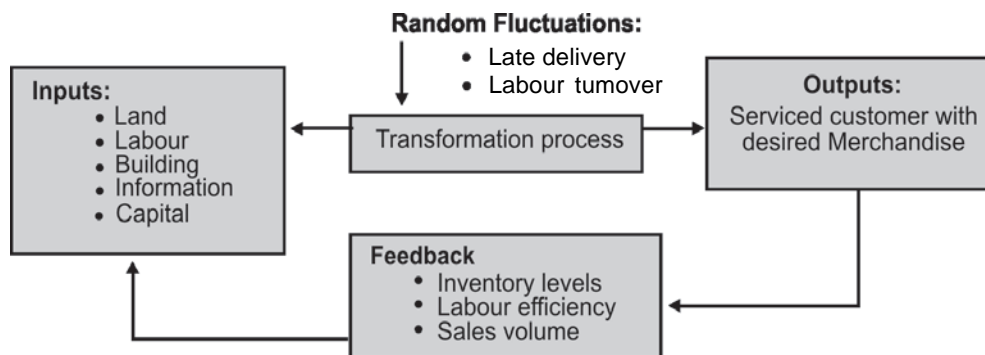 Random Fluctuations:
• Late delivery
• Labour tumover
Inputs:
• Land
• Labour
• Building
• Information
• Capital
Transformation process
Outputs:
Serviced customer with
desired Merchandise
Feedback
• Inventory levels
• Labour efficiency
• Sales volume